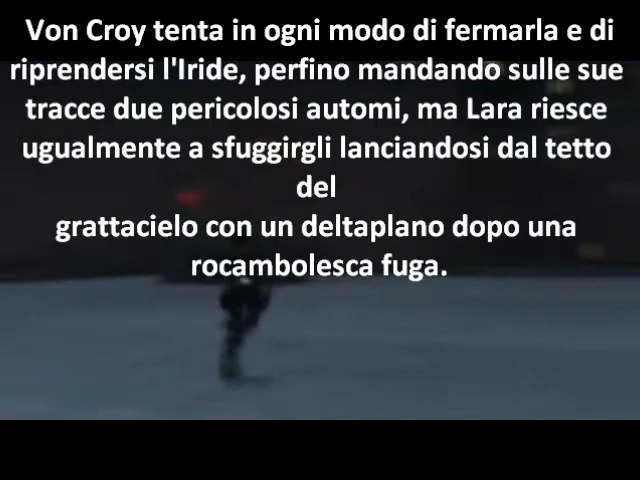 Von Croy tenta in ogni modo di fermarla e di
riprendersi l'Iride, perfino mandando sulle sue
tracce due pericolosi automi, ma Lara riesce
ugualmente a sfuggirgli lanciandosi dal tetto
del
grattacielo con un deltaplano dopo una
rocambolesca fuga.